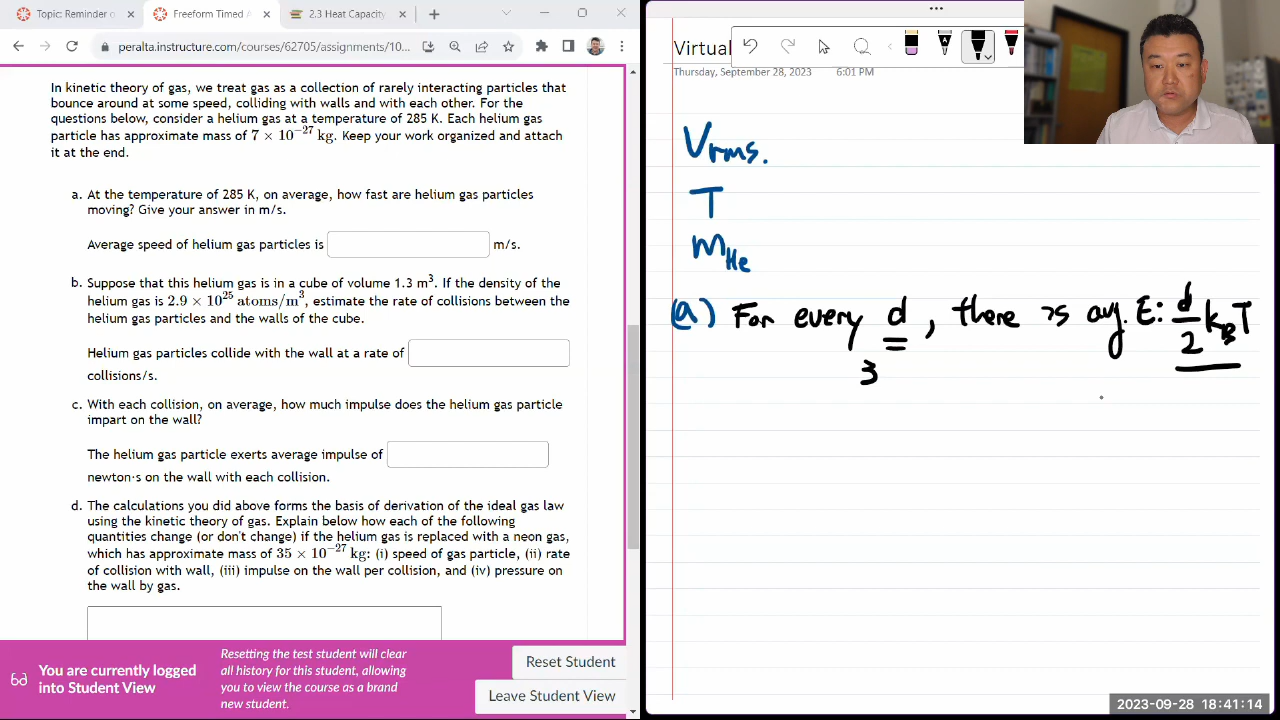 Topic: Reminder o
Freeform Timed A
2.3 Heat Capaciti
peralta.instructure.com/courses/62705/assignments/10...
In kinetic theory of gas, we treat gas as a collection of rarely interacting particles that
bounce around at some speed, colliding with walls and with each other. For the
questions below, consider a helium gas at a temperature of 285 K. Each helium gas
particle has approximate mass of 7 × 10⁻²⁷ kg. Keep your work organized and attach
it at the end.
a. At the temperature of 285 K, on average, how fast are helium gas particles
moving? Give your answer in m/s.
Average speed of helium gas particles is m/s.
b. Suppose that this helium gas is in a cube of volume 1.3 m³. If the density of the
helium gas is 2.9 × 10²⁵ atoms/m³, estimate the rate of collisions between the
helium gas particles and the walls of the cube.
Helium gas particles collide with the wall at a rate of
collisions/s.
c. With each collision, on average, how much impulse does the helium gas particle
impart on the wall?
The helium gas particle exerts average impulse of
newton·s on the wall with each collision.
d. The calculations you did above forms the basis of derivation of the ideal gas law
using the kinetic theory of gas. Explain below how each of the following
quantities change (or don't change) if the helium gas is replaced with a neon gas,
which has approximate mass of 35 × 10⁻²⁷ kg: (i) speed of gas particle, (ii) rate
of collision with wall, (iii) impulse on the wall per collision, and (iv) pressure on
the wall by gas.
You are currently logged
into Student View
Resetting the test student will clear
all history for this student, allowing
you to view the course as a brand
new student.
Reset Student
Leave Student View
Virtual
Thursday, September 28, 2023 6:01 PM
Vrms.
T
mHe
(a) For every d, there is avg. E: d/2 kBT
3
2023-09-28 18:41:14